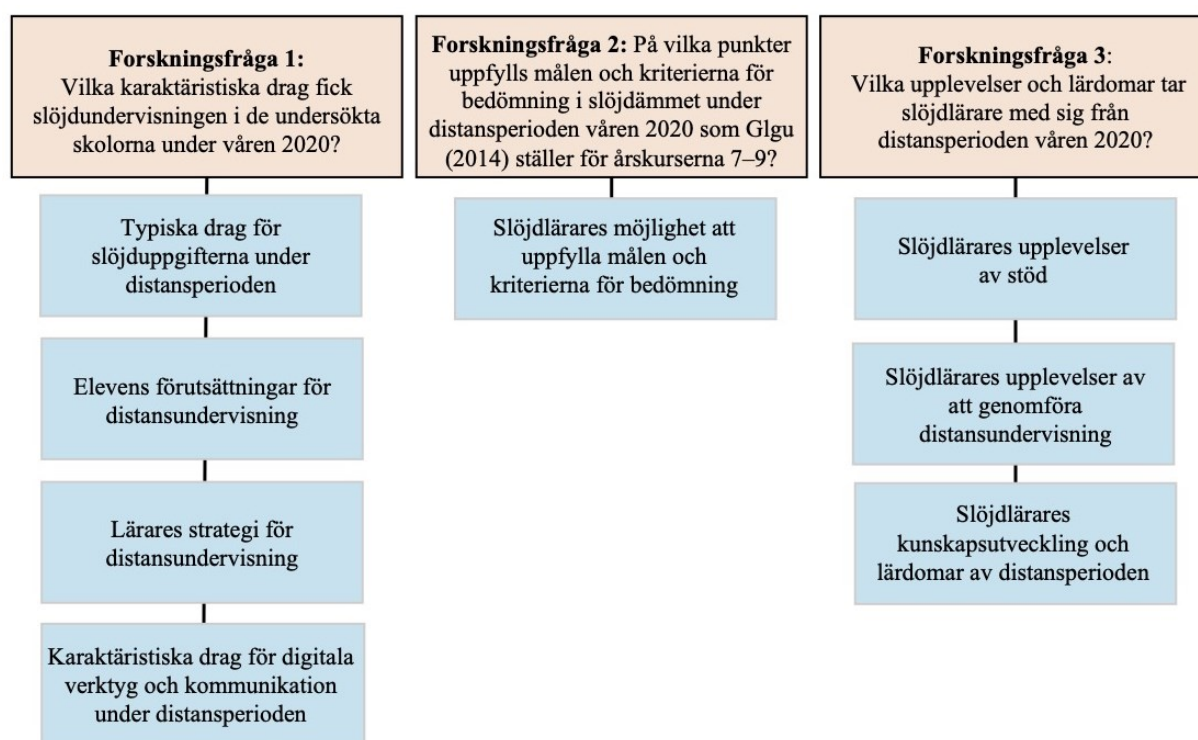 Forskningsfråga 1:
Vilka karaktäristiska drag fick
slöjdundervisningen i de undersökta
skolorna under våren 2020?
Typiska drag för
slöjduppgifterna under
distansperioden
Elevens förutsättningar för
distansundervisning
Lärares strategi för
distansundervisning
Karaktäristiska drag för digitala
verktyg och kommunikation
under distansperioden
Forskningsfråga 2: På vilka punkter
uppfylls målen och kriterierna för
bedömning i slöjdämmet under
distansperioden våren 2020 som Glgu
(2014) ställer för årskurserna 7–9?
Slöjdlärares möjlighet att
uppfylla målen och
kriterierna för bedömning
Forskningsfråga 3:
Vilka upplevelser och lärdomar tar
slöjdlärare med sig från
distansperioden våren 2020?
Slöjdlärares upplevelser
av stöd
Slöjdlärares upplevelser av
att genomföra
distansundervisning
Slöjdlärares
kunskapsutveckling och
lärdomar av distansperioden